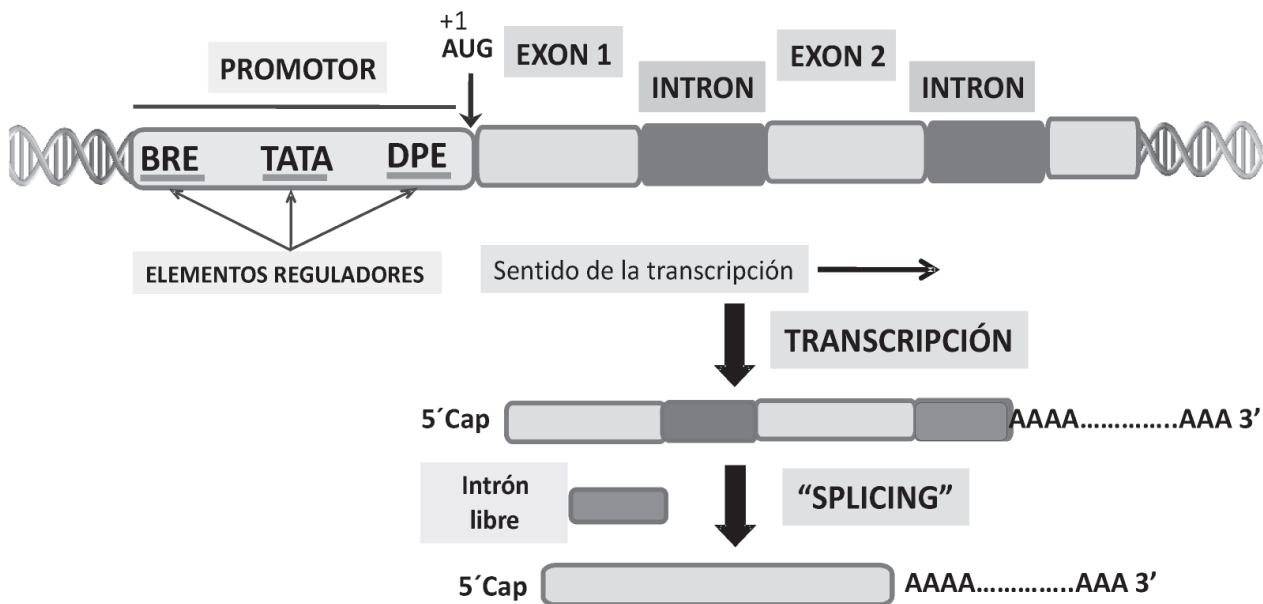 +1
AUG
PROMOTOR
EXON 1
INTRON
EXON 2
INTRON
BRE
TATA
DPE
ELEMENTOS REGULADORES
Sentido de la transcripción
TRANSCRIPCIÓN
5´Cap
AAAA…………..AAA 3’
Intrón
libre
“SPLICING”
5´Cap
AAAA…………..AAA 3’